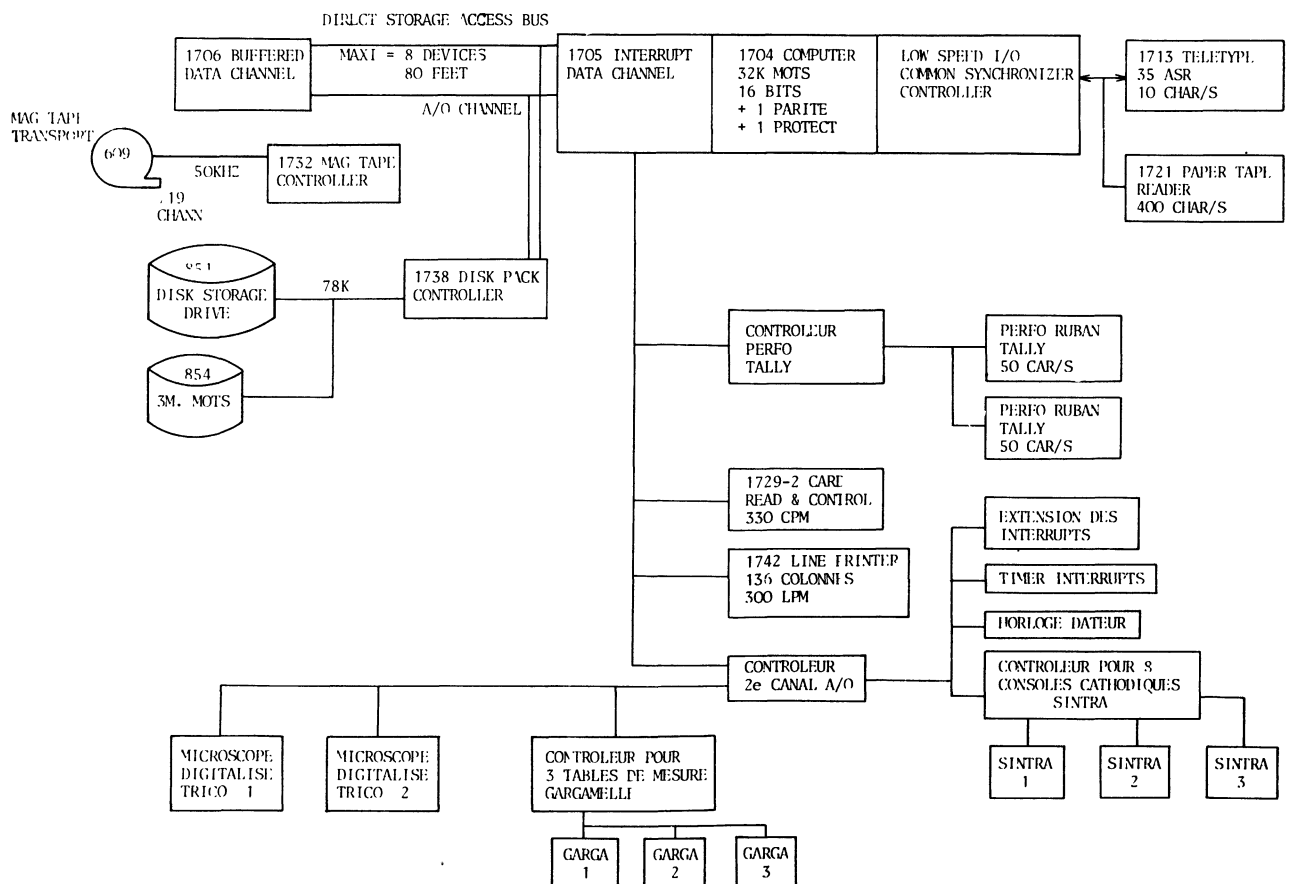 DIRLCT STORAGE ACCESS BUS
1706 BUFFERED
DATA CHANNEL
MAXI = 8 DEVICES
80 FEET
A/O CHANNEL
1705 INTERRUPT
DATA CHANNEL
1704 COMPUTER
32K MOTS
16 BITS
+ 1 PARITE
+ 1 PROTECT
LOW SPEED I/O
COMMON SYNCHRONIZER
CONTROLLER
1713 TELETYPE
35 ASR
10 CHAR/S
1721 PAPER TAPE
READER
400 CHAR/S
MAG TAPE
TRANSPORT
609
50KHZ
19
CHANN
1732 MAG TAPE
CONTROLLER
DISK STORAGE
DRIVE
78K
1738 DISK PACK
CONTROLLER
854
3M. MOTS
CONTROLEUR
PERFO
TALLY
PERFO RUBAN
TALLY
50 CAR/S
PERFO RUBAN
TALLY
50 CAR/S
1729-2 CARD
READ & CONTROL
330 CPM
1742 LINE PRINTER
136 COLONNES
300 LPM
EXTENSION DES
INTERRUPTS
TIMER INTERRUPTS
HORLOGE DATEUR
CONTROLEUR
2e CANAL A/O
CONTROLEUR POUR 8
CONSOLES CATHODIQUES
SINTRA
MICROSCOPE
DIGITALISE
TRICO 1
MICROSCOPE
DIGITALISE
TRICO 2
CONTROLEUR POUR
3 TABLES DE MESURE
GARGAMELLE
SINTRA
1
SINTRA
2
SINTRA
3
GARGA
1
GARGA
2
GARGA
3